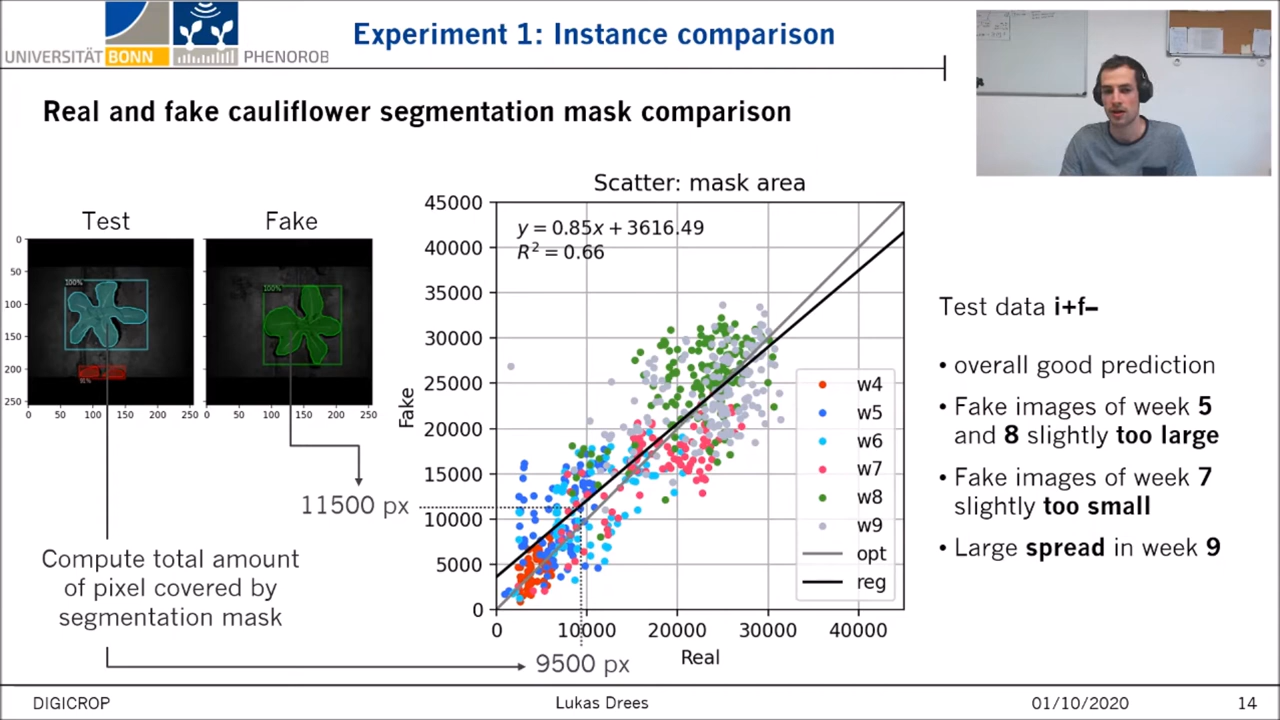 UNIVERSITÄT BONN
PHENOROB
Experiment 1: Instance comparison
Real and fake cauliflower segmentation mask comparison
Test
Fake
0
50
100
150
200
250
100%
91%
0 50 100 150 200 250
100%
0 50 100 150 200 250
11500 px
Compute total amount
of pixel covered by
segmentation mask
9500 px
Scatter: mask area
y = 0.85x + 3616.49
R² = 0.66
45000
40000
35000
30000
25000
20000
15000
10000
5000
0
Fake
0 10000 20000 30000 40000
Real
w4
w5
w6
w7
w8
w9
opt
reg
Test data i+f–
• overall good prediction
• Fake images of week 5
and 8 slightly too large
• Fake images of week 7
slightly too small
• Large spread in week 9
DIGICROP
Lukas Drees
01/10/2020
14